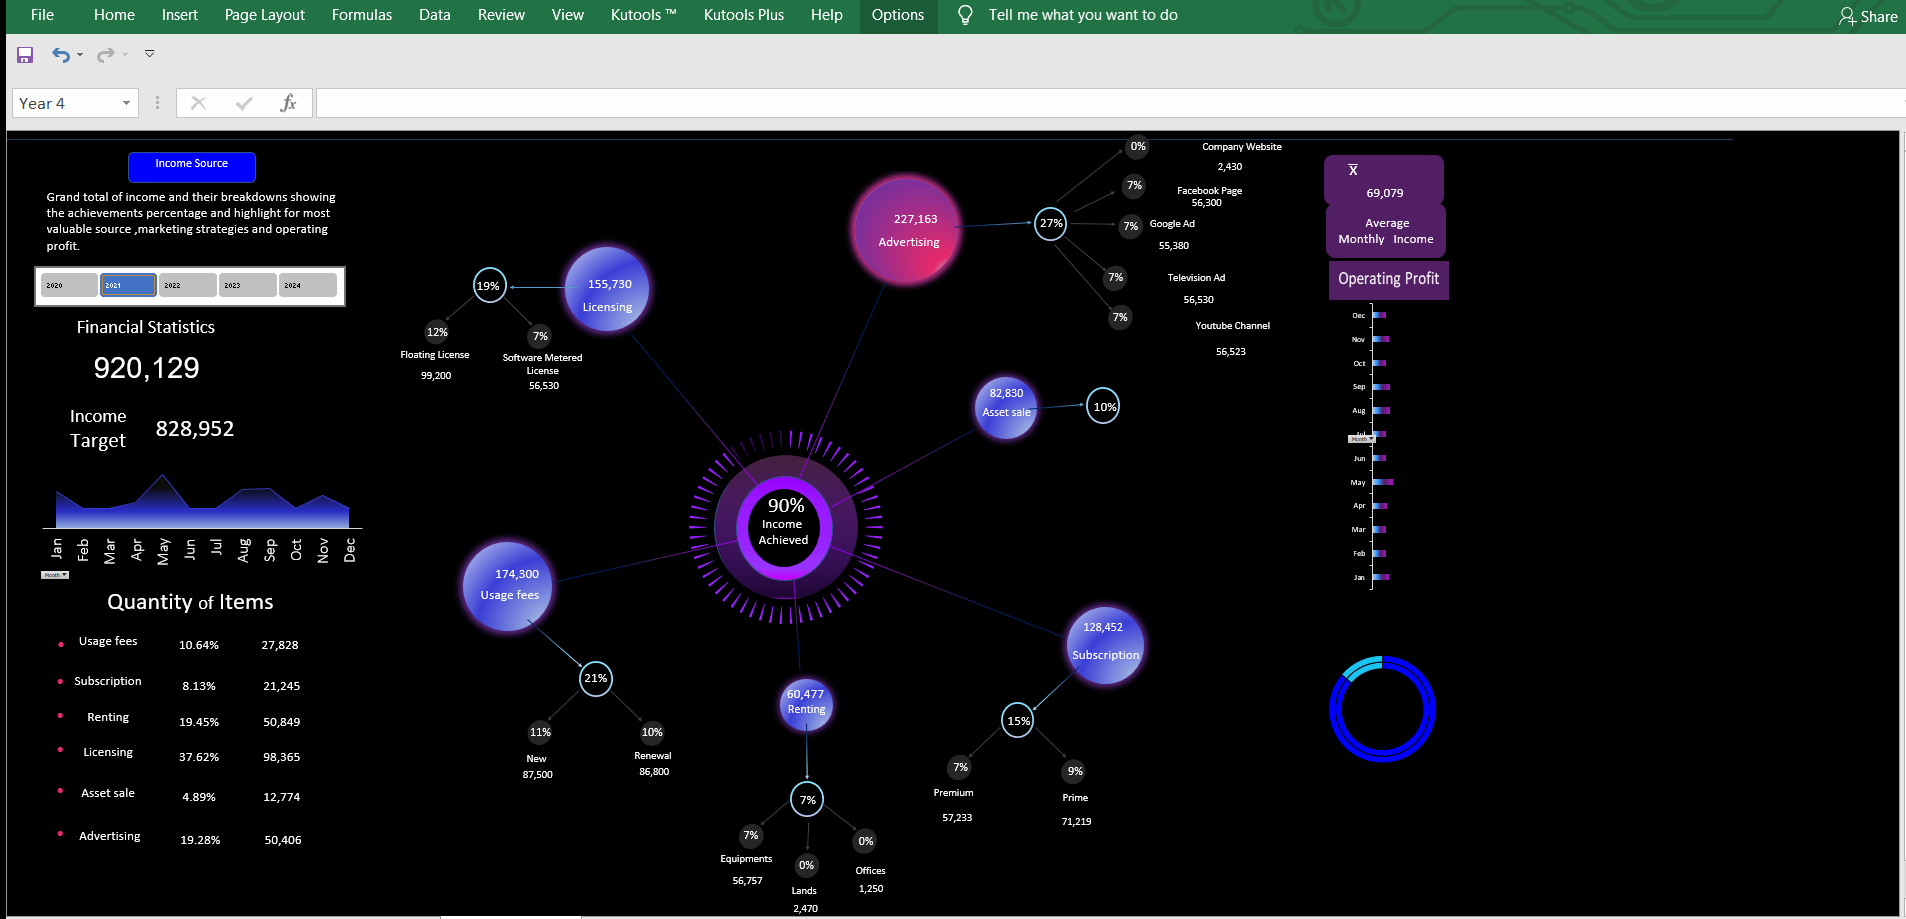 File Home Insert Page Layout Formulas Data Review View Kutools ™ Kutools Plus Help Options Tell me what you want to do Share
Year 4
fx
Income Source
Grand total of income and their breakdowns showing
the achievements percentage and highlight for most
valuable source ,marketing strategies and operating
profit.
2020 2021 2022 2023 2024
Financial Statistics
920,129
Income
Target
828,952
Jan Feb Mar Apr May Jun Jul Aug Sep Oct Nov Dec
Month
Quantity of Items
Usage fees 10.64% 27,828
Subscription 8.13% 21,245
Renting 19.45% 50,849
Licensing 37.62% 98,365
Asset sale 4.89% 12,774
Advertising 19.28% 50,406
155,730
Licensing
19%
12%
Floating License
99,200
7%
Software Metered
License
56,530
227,163
Advertising
27%
0%
Company Website
2,430
7%
Facebook Page
56,300
7%
Google Ad
55,380
7%
Television Ad
56,530
7%
Youtube Channel
56,523
82,830
Asset sale
10%
90%
Income
Achieved
174,300
Usage fees
21%
11%
New
87,500
10%
Renewal
86,800
60,477
Renting
7%
7%
Equipments
56,757
0%
Lands
2,470
0%
Offices
1,250
128,452
Subscription
15%
7%
Premium
57,233
9%
Prime
71,219
X̅
69,079
Average
Monthly Income
Operating Profit
Dec
Nov
Oct
Sep
Aug
Jul
Month
Jun
May
Apr
Mar
Feb
Jan